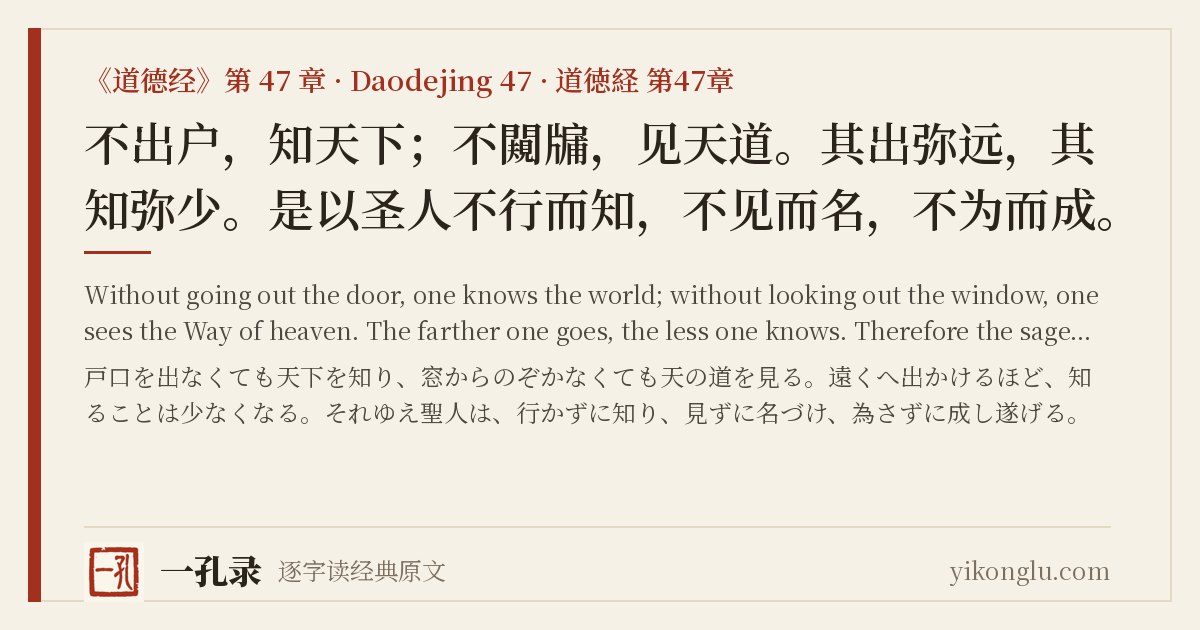 《道德经》第 47 章 · Daodejing 47 · 道徳経 第47章
不出户，知天下；不闚牖，见天道。其出弥远，其
知弥少。是以圣人不行而知，不见而名，不为而成。
Without going out the door, one knows the world; without looking out the window, one
sees the Way of heaven. The farther one goes, the less one knows. Therefore the sage…
戸口を出なくても天下を知り、窓からのぞかなくても天の道を見る。遠くへ出かけるほど、知
ることは少なくなる。それゆえ聖人は、行かずに知り、見ずに名づけ、為さずに成し遂げる。
一孔
一孔录 逐字读经典原文
yikonglu.com